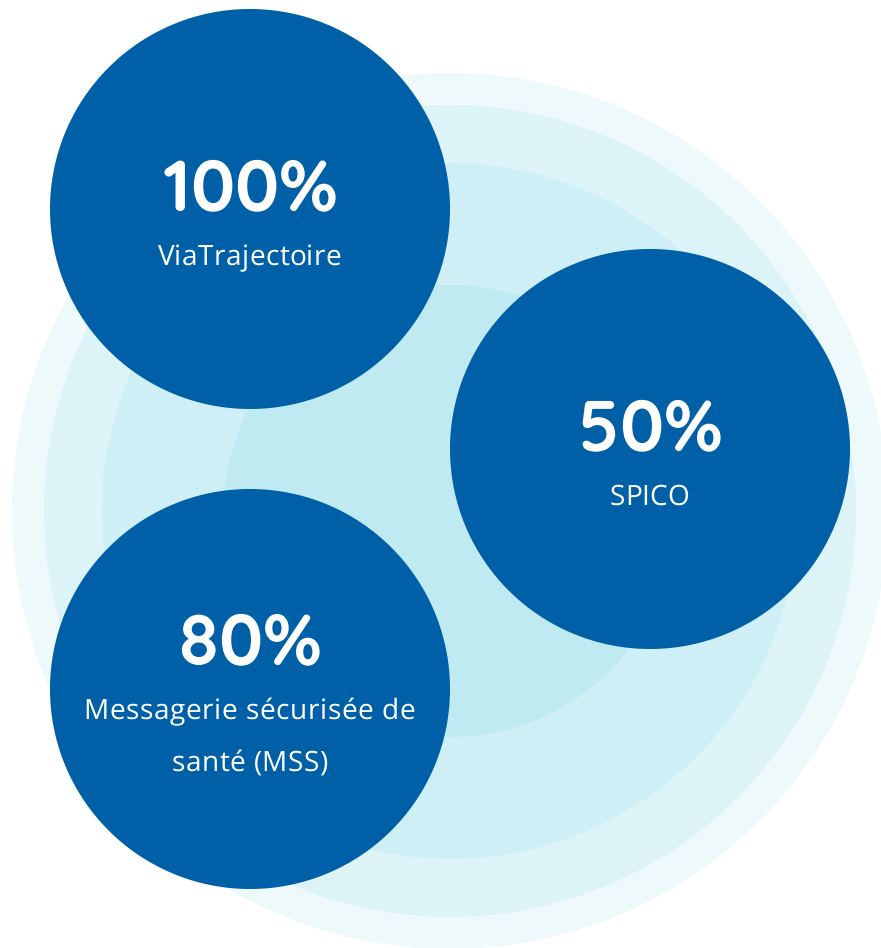 100%
ViaTrajectoire
50%
SPICO
80%
Messagerie sécurisée de
santé (MSS)